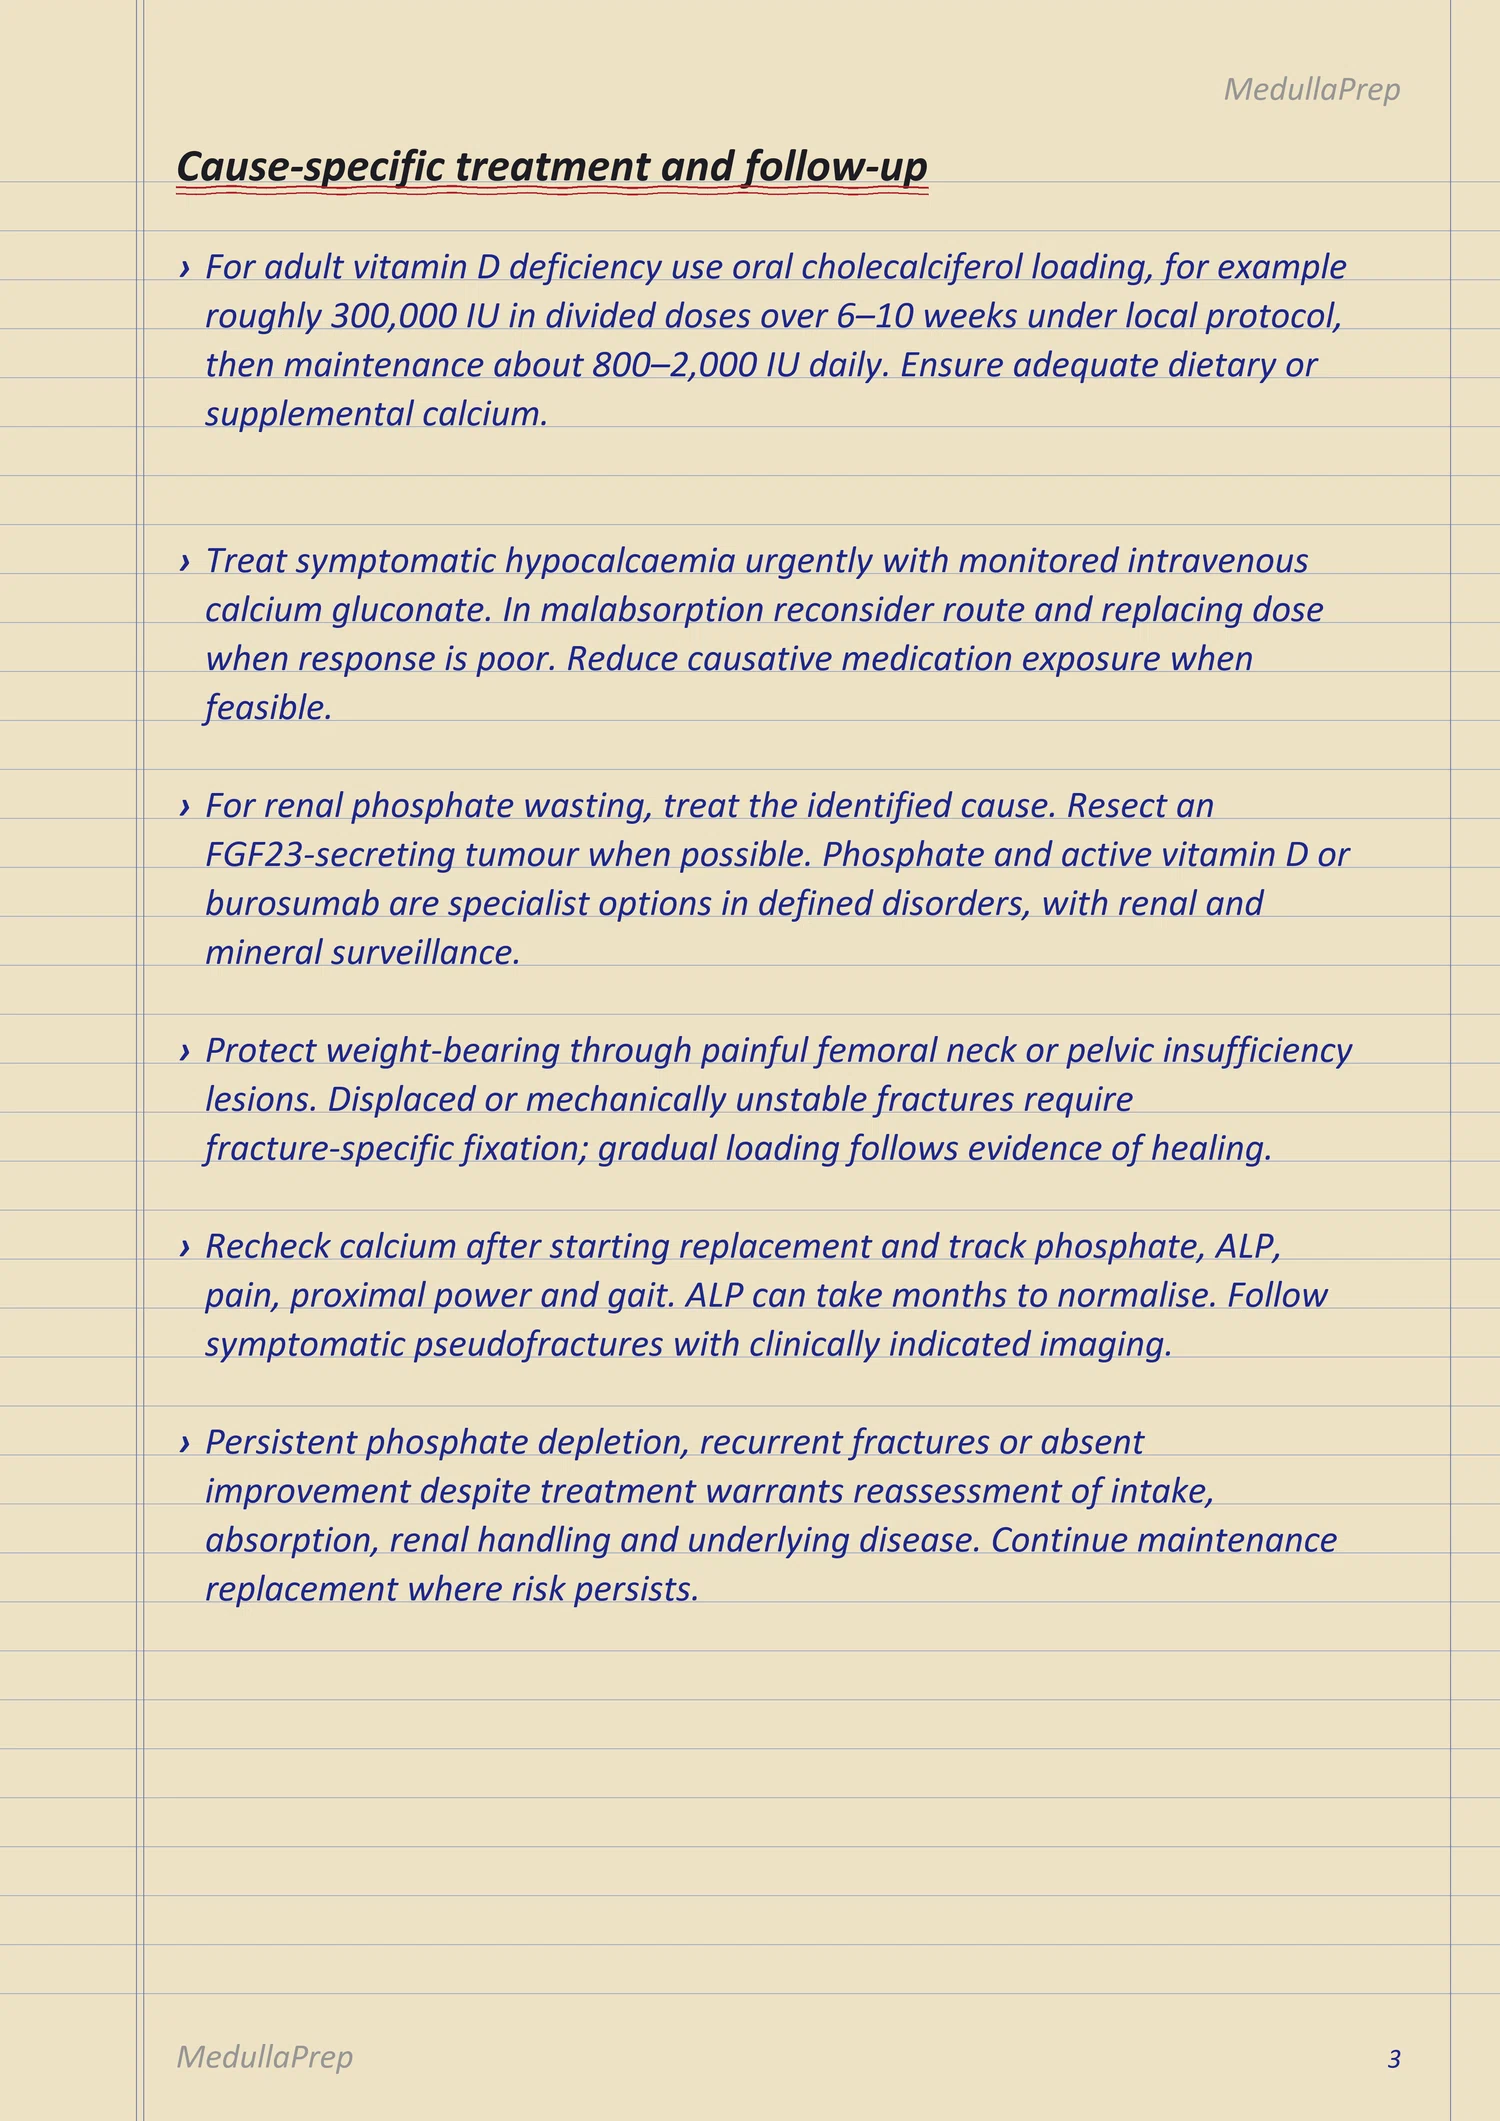 MedullaPrep
Cause-specific treatment and follow-up
› For adult vitamin D deficiency use oral cholecalciferol loading, for example
roughly 300,000 IU in divided doses over 6–10 weeks under local protocol,
then maintenance about 800–2,000 IU daily. Ensure adequate dietary or
supplemental calcium.
› Treat symptomatic hypocalcaemia urgently with monitored intravenous
calcium gluconate. In malabsorption reconsider route and replacing dose
when response is poor. Reduce causative medication exposure when
feasible.
› For renal phosphate wasting, treat the identified cause. Resect an
FGF23-secreting tumour when possible. Phosphate and active vitamin D or
burosumab are specialist options in defined disorders, with renal and
mineral surveillance.
› Protect weight-bearing through painful femoral neck or pelvic insufficiency
lesions. Displaced or mechanically unstable fractures require
fracture-specific fixation; gradual loading follows evidence of healing.
› Recheck calcium after starting replacement and track phosphate, ALP,
pain, proximal power and gait. ALP can take months to normalise. Follow
symptomatic pseudofractures with clinically indicated imaging.
› Persistent phosphate depletion, recurrent fractures or absent
improvement despite treatment warrants reassessment of intake,
absorption, renal handling and underlying disease. Continue maintenance
replacement where risk persists.
MedullaPrep
3